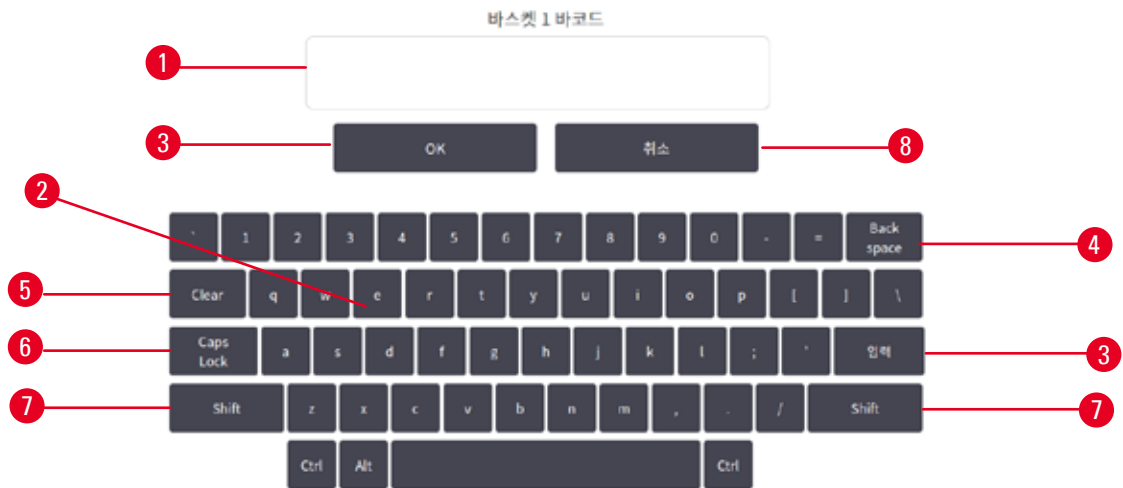 바스켓 1 바코드
1
3 OK 취소 8
2
` 1 2 3 4 5 6 7 8 9 0 - = Back space 4
5 Clear q w e r t y u i o p [ ] \
6 Caps Lock a s d f g h j k l ; ' 입력 3
7 Shift z x c v b n m , . / Shift 7
Ctrl Alt Ctrl